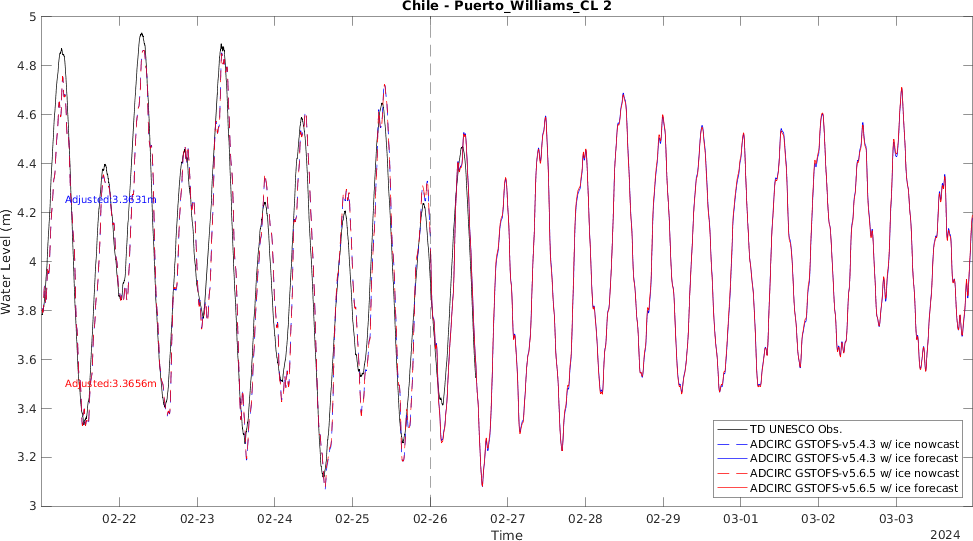 Chile - Puerto_Williams_CL 2
5
4.8
4.6
4.4
4.2
4
3.8
3.6
3.4
3.2
3
Water Level (m)
Adjusted:3.3631m
Adjusted:3.3656m
TD UNESCO Obs.
ADCIRC GSTOFS-v5.4.3 w/ ice nowcast
ADCIRC GSTOFS-v5.4.3 w/ ice forecast
ADCIRC GSTOFS-v5.6.5 w/ ice nowcast
ADCIRC GSTOFS-v5.6.5 w/ ice forecast
02-22 02-23 02-24 02-25 02-26 02-27 02-28 02-29 03-01 03-02 03-03
Time
2024